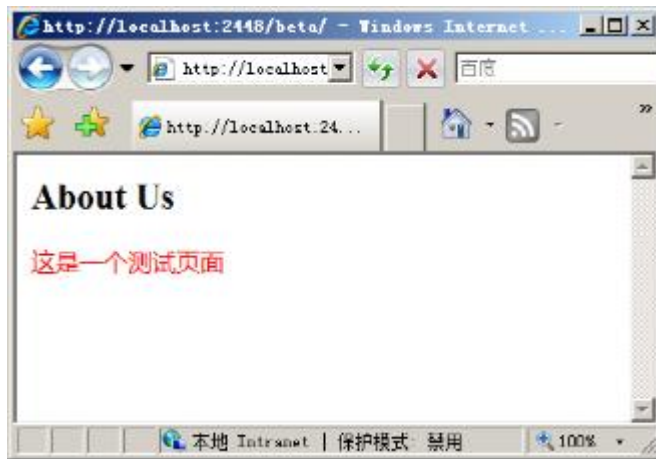 http://localhost:2448/beta/ - Windows Internet ...
http://localhost
百度
http://localhost:24...
»
About Us
这是一个测试页面
本地 Intranet | 保护模式: 禁用
100%